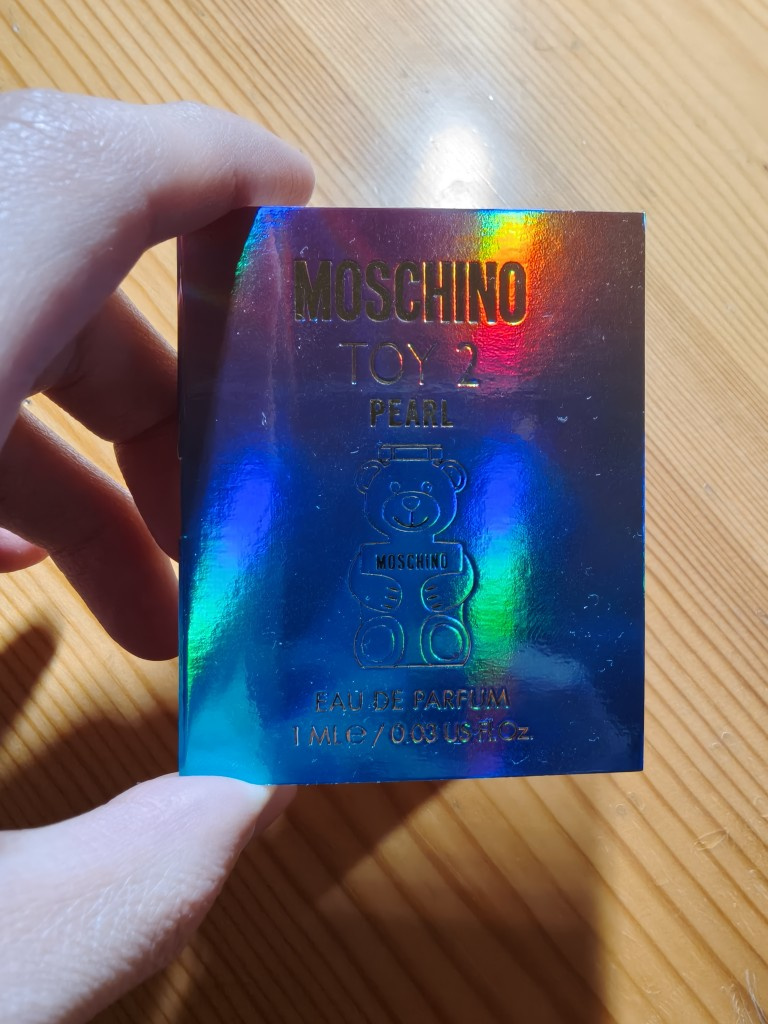 MOSCHINO
TOY 2
PEARL
MOSCHINO
EAU DE PARFUM
1 ML ℮ / 0.03 US Fl. Oz.